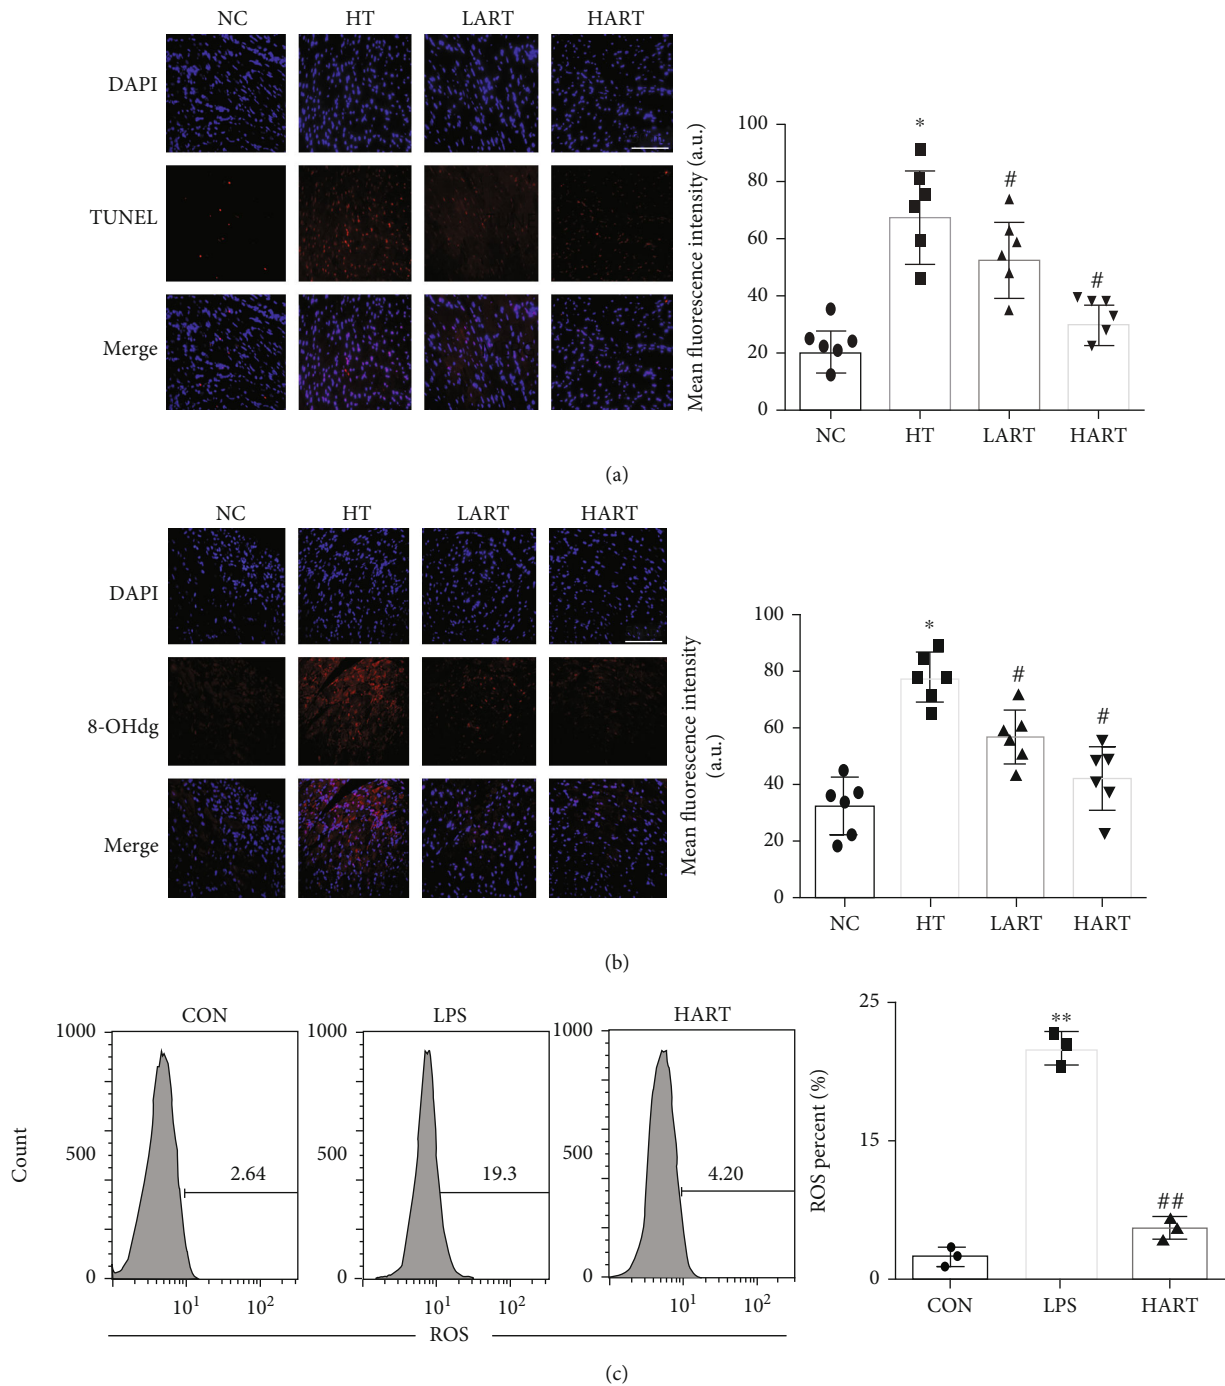 NC HT LART HART
DAPI
TUNEL
Merge
Mean fluorescence intensity (a.u.)
100
80
60
40
20
0
*
#
#
NC HT LART HART
(a)
NC HT LART HART
DAPI
8-OHdg
Merge
Mean fluorescence intensity
(a.u.)
100
80
60
40
20
0
*
#
#
NC HT LART HART
(b)
CON LPS HART
Count
1000
500
0
2.64
10¹ 10²
1000
500
0
19.3
10¹ 10²
1000
500
0
4.20
10¹ 10²
ROS
ROS percent (%)
25
15
0
**
##
CON LPS HART
(c)